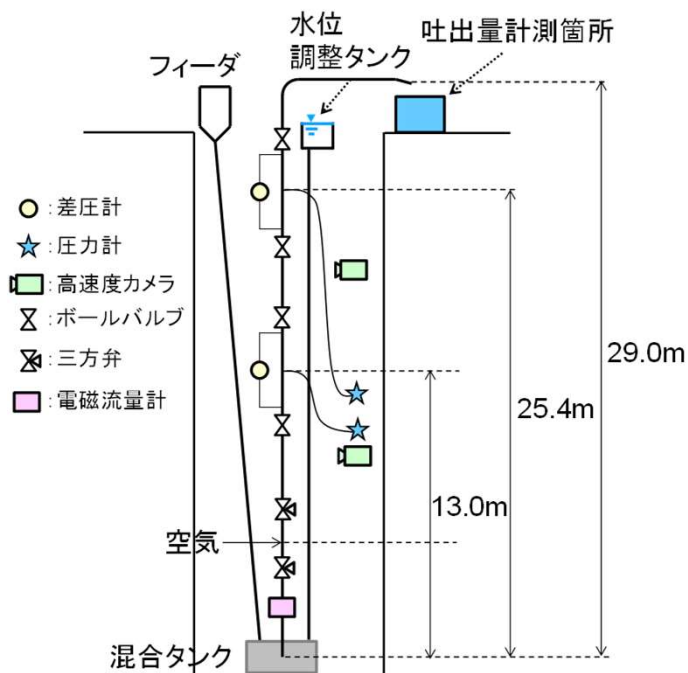 水位
調整タンク
吐出量計測箇所
フィーダ
:差圧計
:圧力計
:高速度カメラ
:ボールバルブ
:三方弁
:電磁流量計
29.0m
25.4m
13.0m
空気
混合タンク